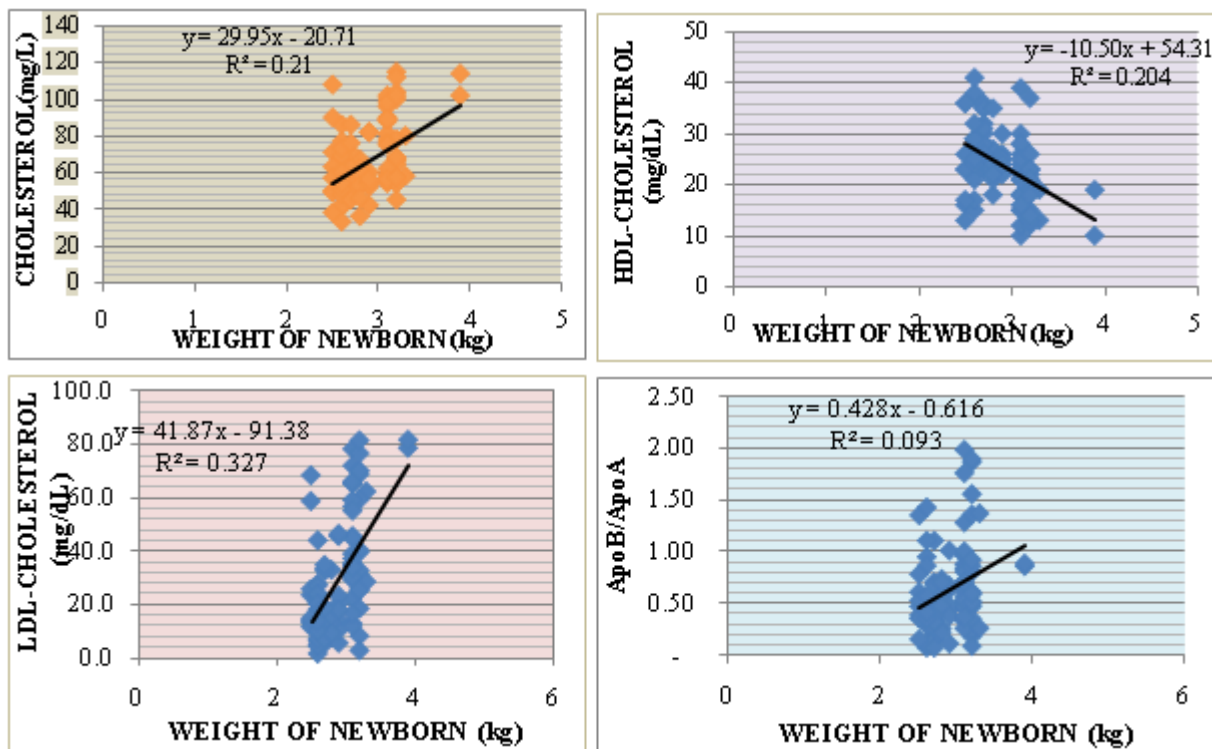 CHOLESTEROL(mg/L)
140
120
100
80
60
40
20
0
y = 29.95x - 20.71
R² = 0.21
0 1 2 3 4 5
WEIGHT OF NEWBORN (kg)
HDL-CHOLESTEROL
(mg/dL)
50
40
30
20
10
0
y = -10.50x + 54.31
R² = 0.204
0 1 2 3 4 5
WEIGHT OF NEWBORN (kg)
LDL-CHOLESTEROL
(mg/dL)
100.0
80.0
60.0
40.0
20.0
0.0
y = 41.87x - 91.38
R² = 0.327
0 2 4 6
WEIGHT OF NEWBORN (kg)
ApoB/ApoA
2.50
2.00
1.50
1.00
0.50
-
y = 0.428x - 0.616
R² = 0.093
0 2 4 6
WEIGHT OF NEWBORN (kg)